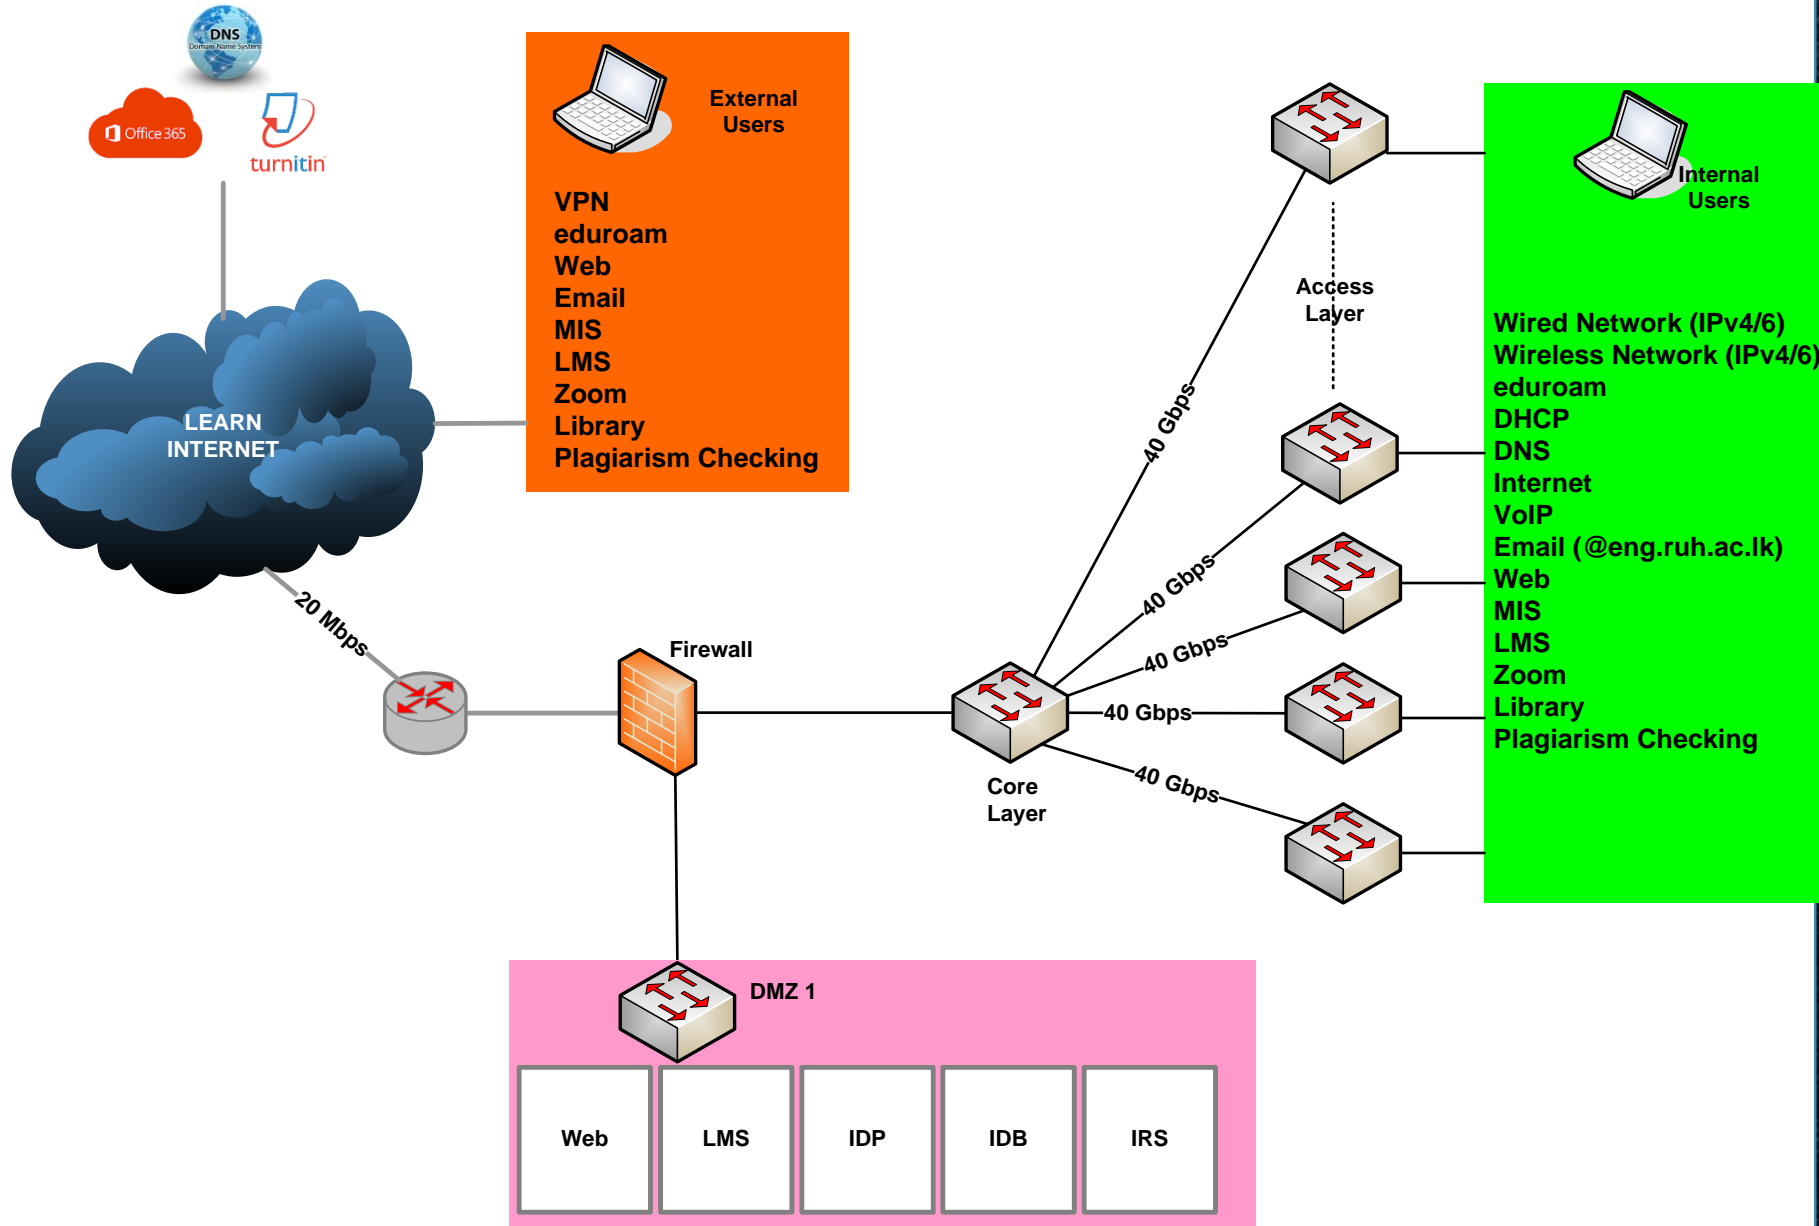 DNS
Domain Name System
Office 365
turnitin
External
Users
VPN
eduroam
Web
Email
MIS
LMS
Zoom
Library
Plagiarism Checking
LEARN
INTERNET
20 Mbps
Firewall
Core
Layer
40 Gbps
40 Gbps
40 Gbps
40 Gbps
40 Gbps
Access
Layer
Internal
Users
Wired Network (IPv4/6)
Wireless Network (IPv4/6)
eduroam
DHCP
DNS
Internet
VoIP
Email (@eng.ruh.ac.lk)
Web
MIS
LMS
Zoom
Library
Plagiarism Checking
DMZ 1
Web
LMS
IDP
IDB
IRS